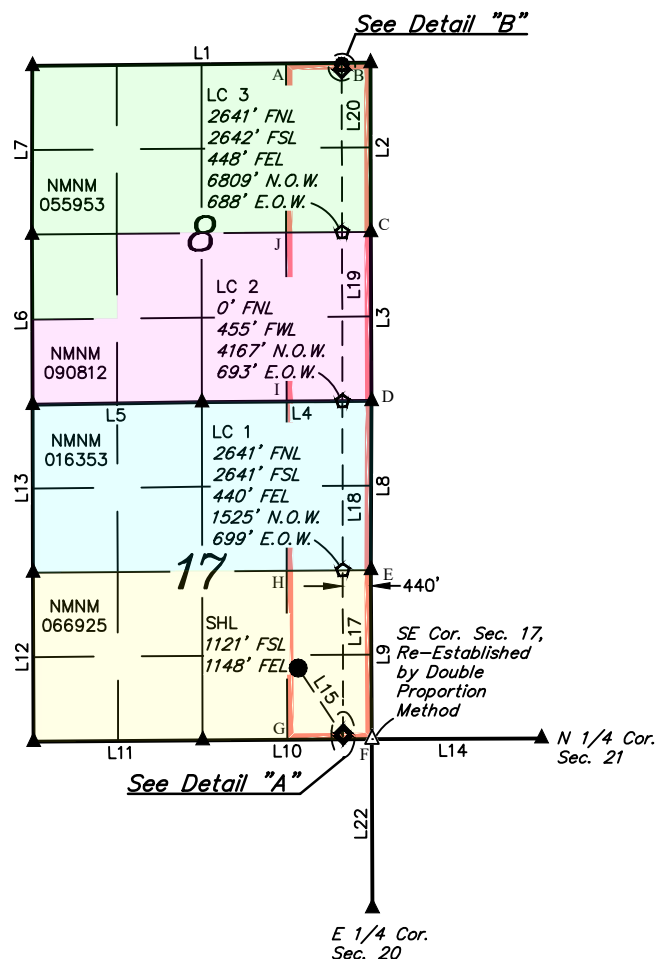 See Detail "B"
L1
A
B
LC 3
2641' FNL
2642' FSL
448' FEL
6809' N.O.W.
688' E.O.W.
L20
L2
L7
NMNM
055953
8
C
J
LC 2
0' FNL
455' FWL
4167' N.O.W.
693' E.O.W.
L19
L3
L6
NMNM
090812
I
D
L5
L4
NMNM
016353
LC 1
2641' FNL
2641' FSL
440' FEL
1525' N.O.W.
699' E.O.W.
L13
L18
L8
17
H
E
440'
NMNM
066925
SHL
1121' FSL
1148' FEL
L17
L9
L12
L15
SE Cor. Sec. 17,
Re-Established
by Double
Proportion
Method
G
F
L11
L10
L14
N 1/4 Cor.
Sec. 21
See Detail "A"
L22
E 1/4 Cor.
Sec. 20